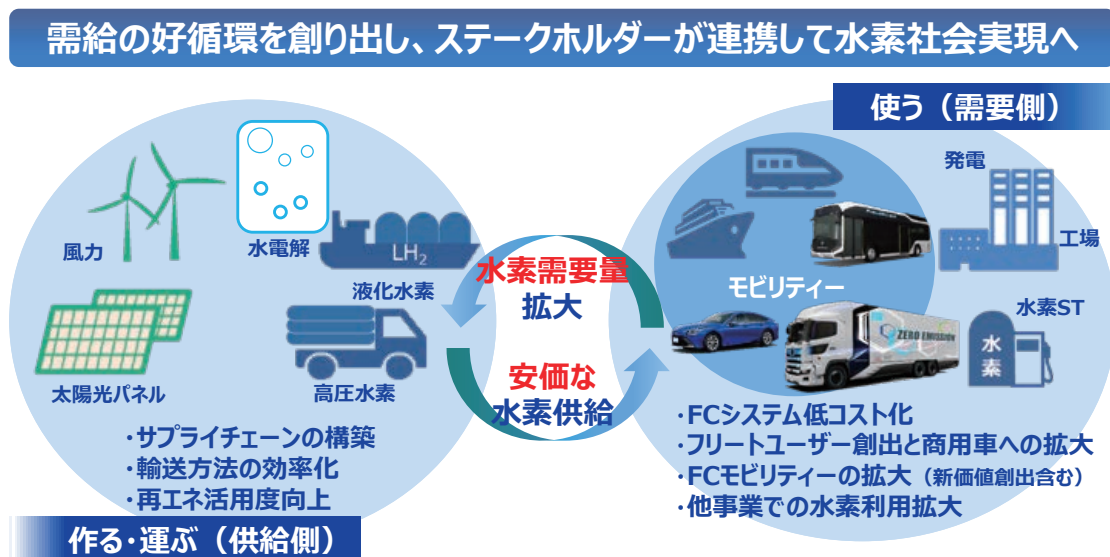 需給の好循環を創り出し、ステークホルダーが連携して水素社会実現へ
使う（需要側）
風力
水電解
LH2
液化水素
太陽光パネル
高圧水素
・サプライチェーンの構築
・輸送方法の効率化
・再エネ活用度向上
作る・運ぶ（供給側）
水素需要量
拡大
安価な
水素供給
発電
工場
モビリティー
ZERO EMISSION
水素ST
水素
・FCシステム低コスト化
・フリートユーザー創出と商用車への拡大
・FCモビリティーの拡大（新価値創出含む）
・他事業での水素利用拡大